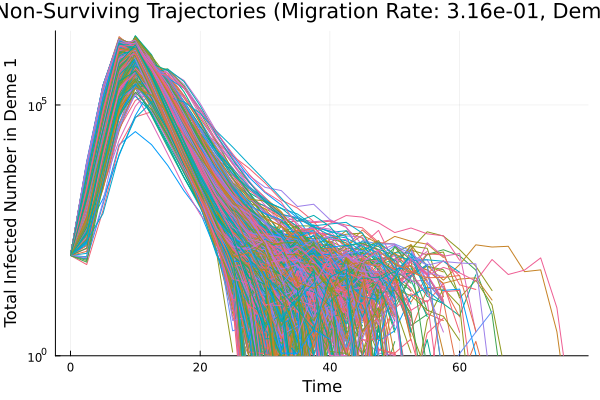 Non-Surviving Trajectories (Migration Rate: 3.16e-01, Dem
Total Infected Number in Deme 1
10^5
10^0
0 20 40 60
Time